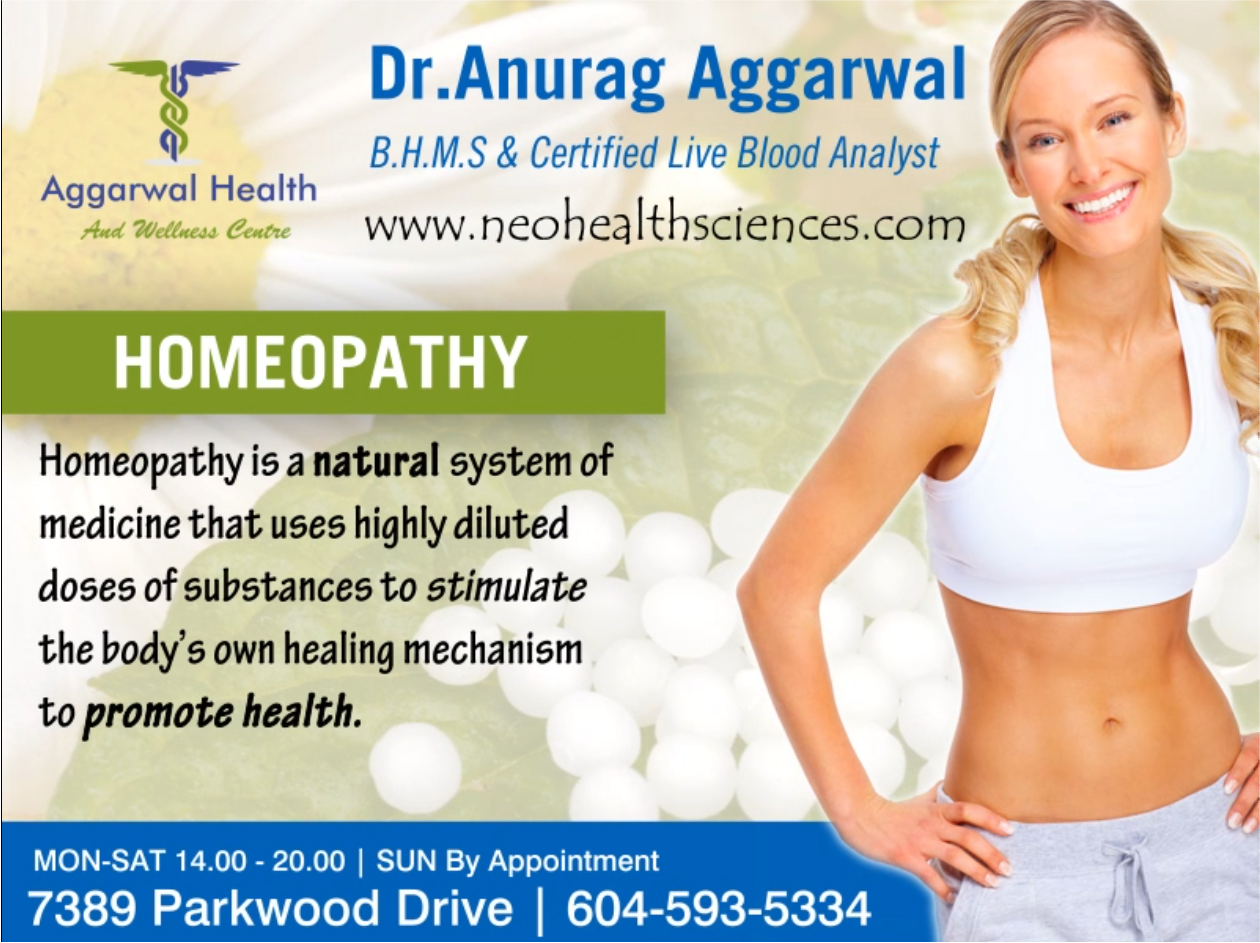 Aggarwal Health
And Wellness Centre
Dr.Anurag Aggarwal
B.H.M.S & Certified Live Blood Analyst
www.neohealthsciences.com
HOMEOPATHY
Homeopathy is a natural system of
medicine that uses highly diluted
doses of substances to stimulate
the body's own healing mechanism
to promote health.
MON-SAT 14.00 - 20.00 | SUN By Appointment
7389 Parkwood Drive | 604-593-5334